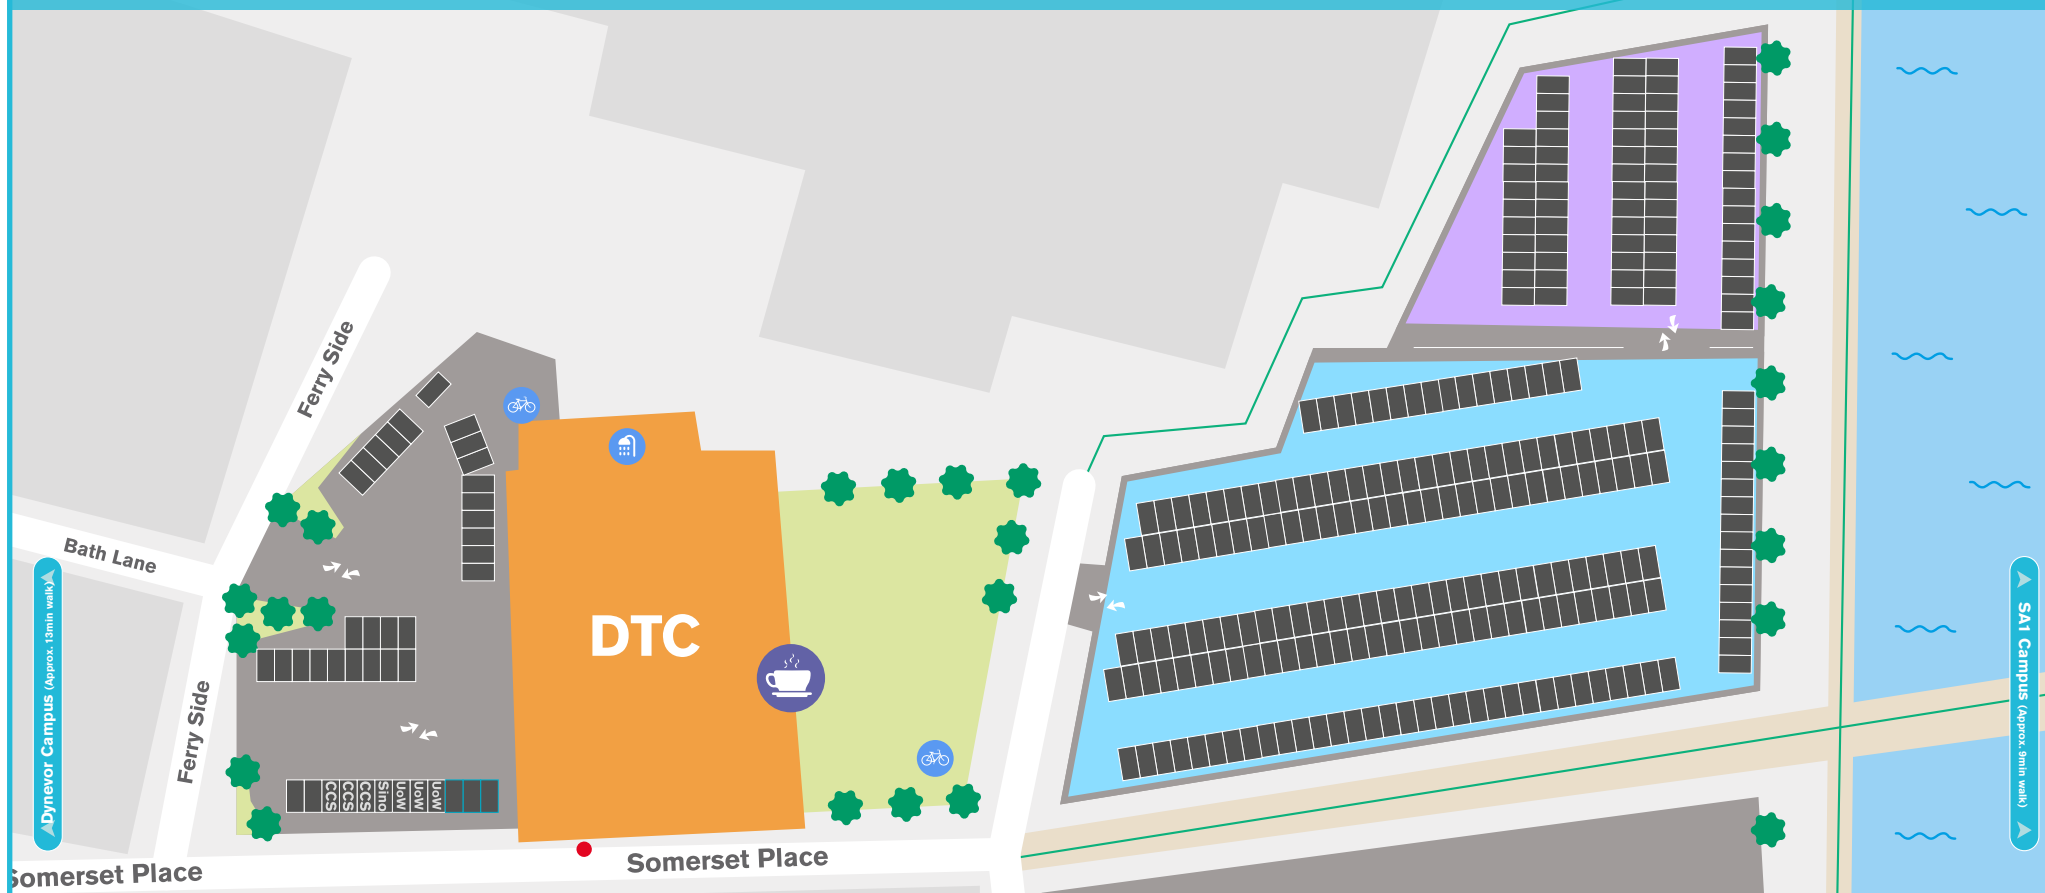 Ferry Side
Bath Lane
Dynevor Campus (Approx. 13min walk)
DTC
SA1 Campus (Approx. 9min walk)
Ferry Side
CCS
CCS
CCS
Sino
UoW
UoW
UoW
Somerset Place
Somerset Place